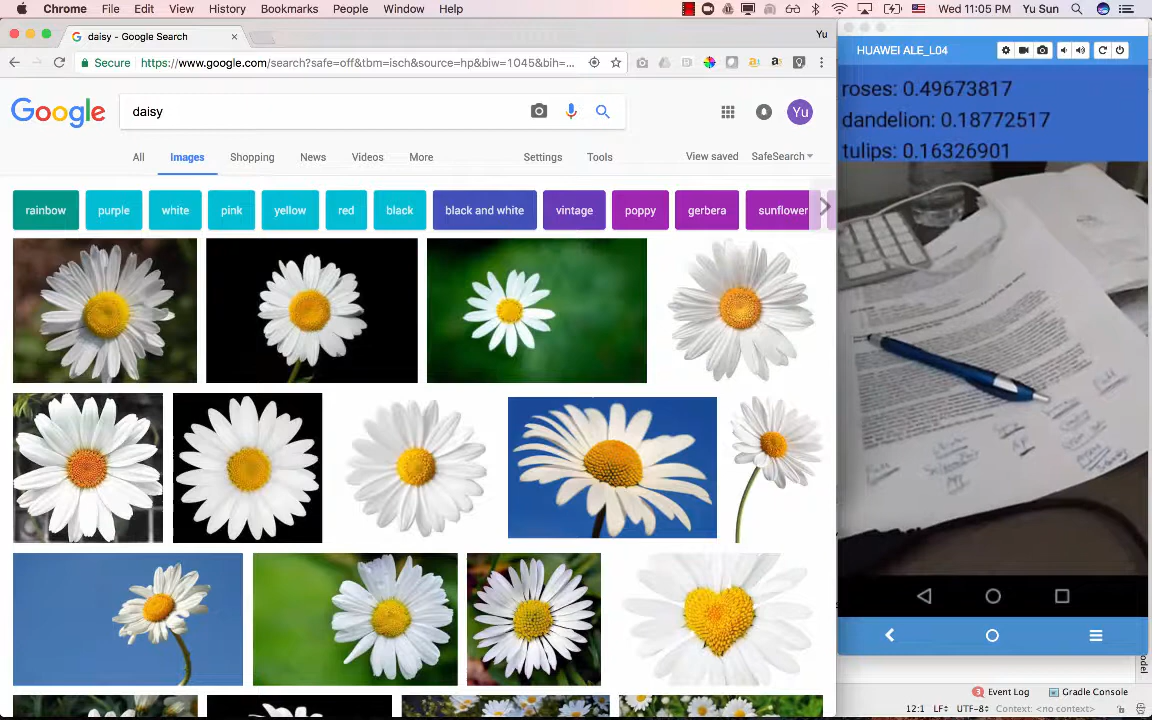 Chrome File Edit View History Bookmarks People Window Help Wed 11:05 PM Yu Sun
daisy - Google Search Yu
Secure https://www.google.com/search?safe=off&tbm=isch&source=hp&biw=1045&bih=...
Google daisy Yu
All Images Shopping News Videos More Settings Tools View saved SafeSearch
rainbow purple white pink yellow red black black and white vintage poppy gerbera sunflower
HUAWEI ALE_L04
roses: 0.49673817
dandelion: 0.18772517
tulips: 0.16326901
3 Event Log Gradle Console
12:1 LF÷ UTF-8÷ Context: <no context>